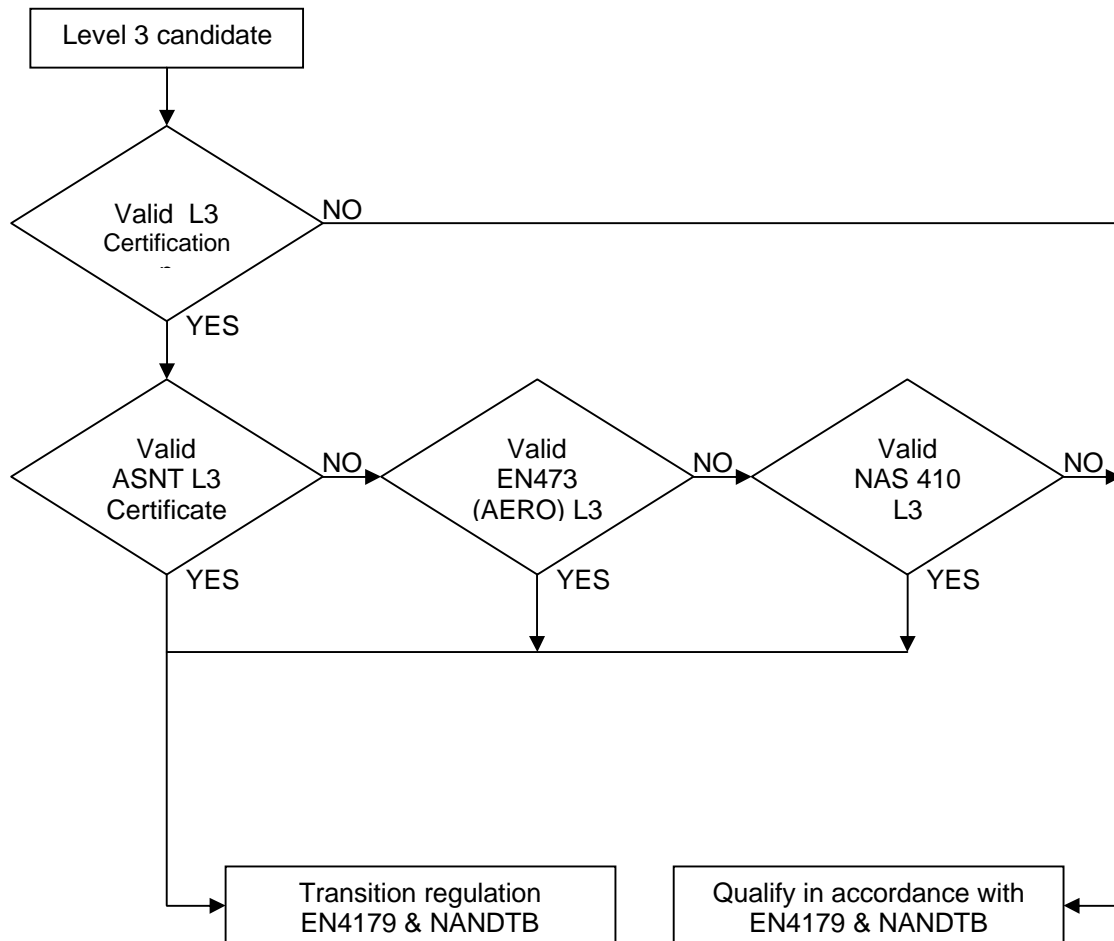 Level 3 candidate
Valid L3
Certification
NO
YES
Valid
ASNT L3
Certificate
NO
Valid
EN473
(AERO) L3
NO
Valid
NAS 410
L3
NO
YES
YES
YES
Transition regulation
EN4179 & NANDTB
Qualify in accordance with
EN4179 & NANDTB